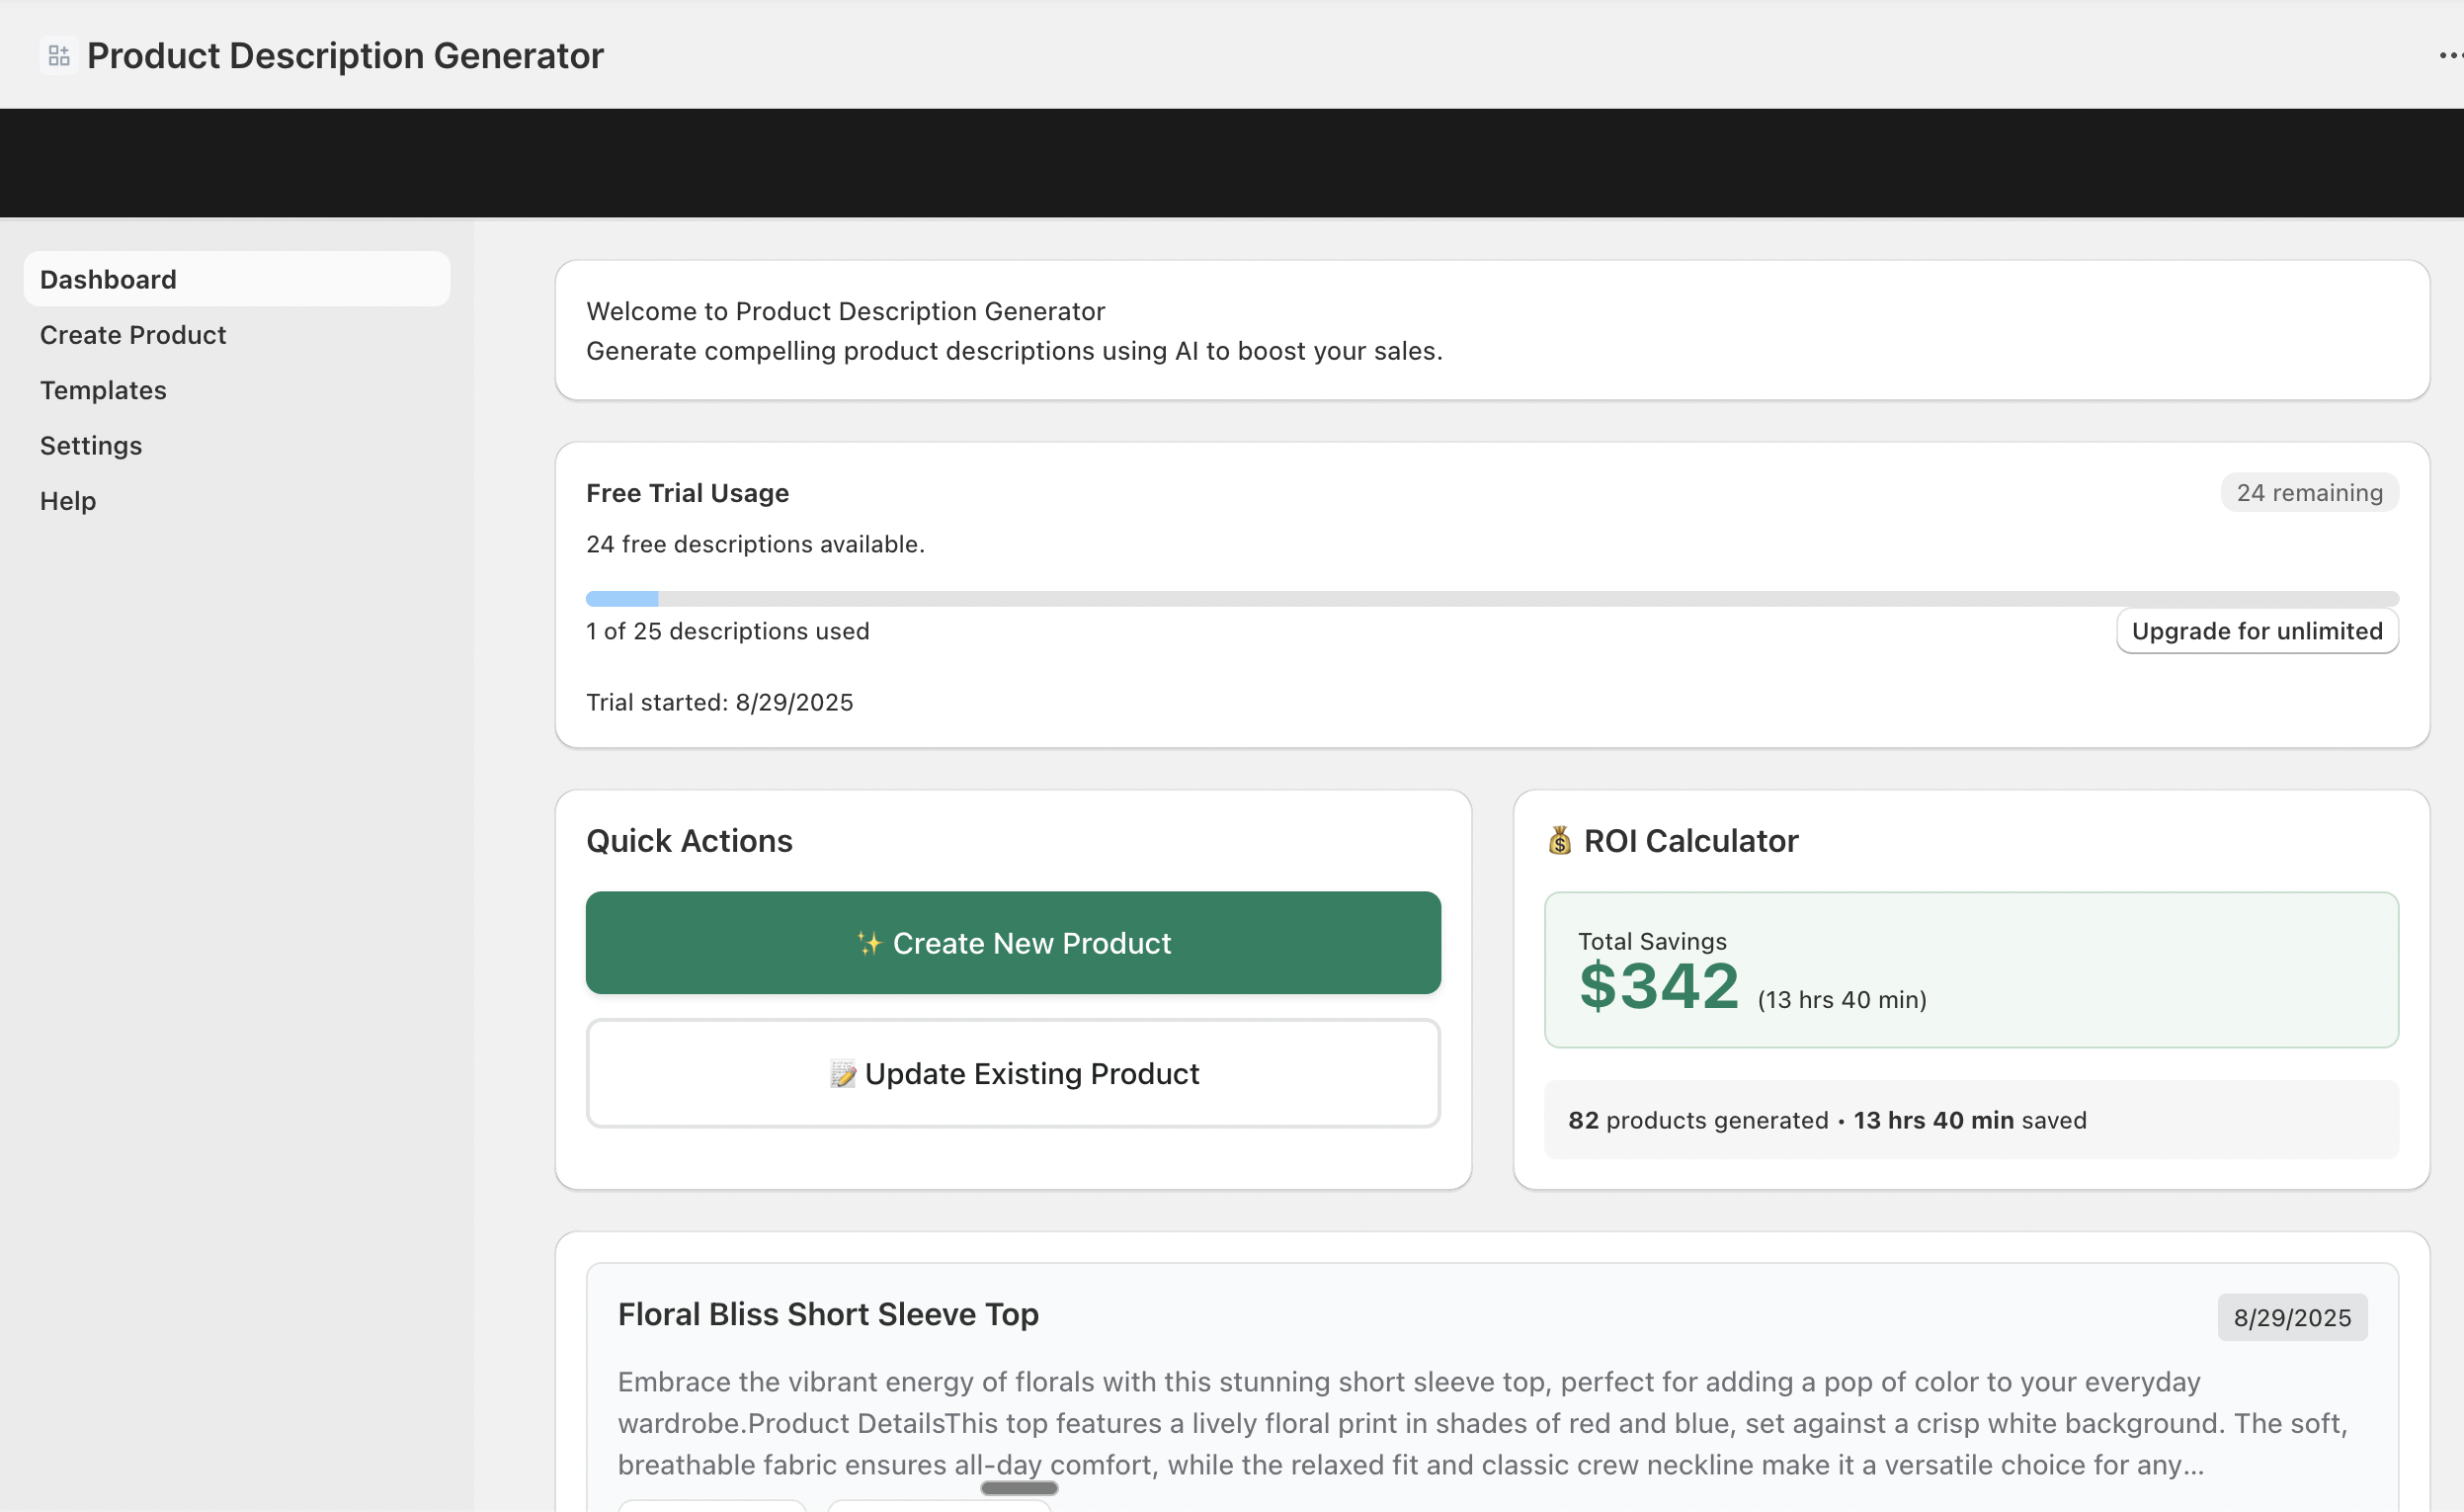 Product Description Generator
Dashboard
Create Product
Templates
Settings
Help
Welcome to Product Description Generator
Generate compelling product descriptions using AI to boost your sales.
Free Trial Usage
24 remaining
24 free descriptions available.
1 of 25 descriptions used
Upgrade for unlimited
Trial started: 8/29/2025
Quick Actions
✨ Create New Product
📝 Update Existing Product
💰 ROI Calculator
Total Savings
$342 (13 hrs 40 min)
82 products generated • 13 hrs 40 min saved
Floral Bliss Short Sleeve Top
8/29/2025
Embrace the vibrant energy of florals with this stunning short sleeve top, perfect for adding a pop of color to your everyday
wardrobe.Product DetailsThis top features a lively floral print in shades of red and blue, set against a crisp white background. The soft,
breathable fabric ensures all-day comfort, while the relaxed fit and classic crew neckline make it a versatile choice for any...